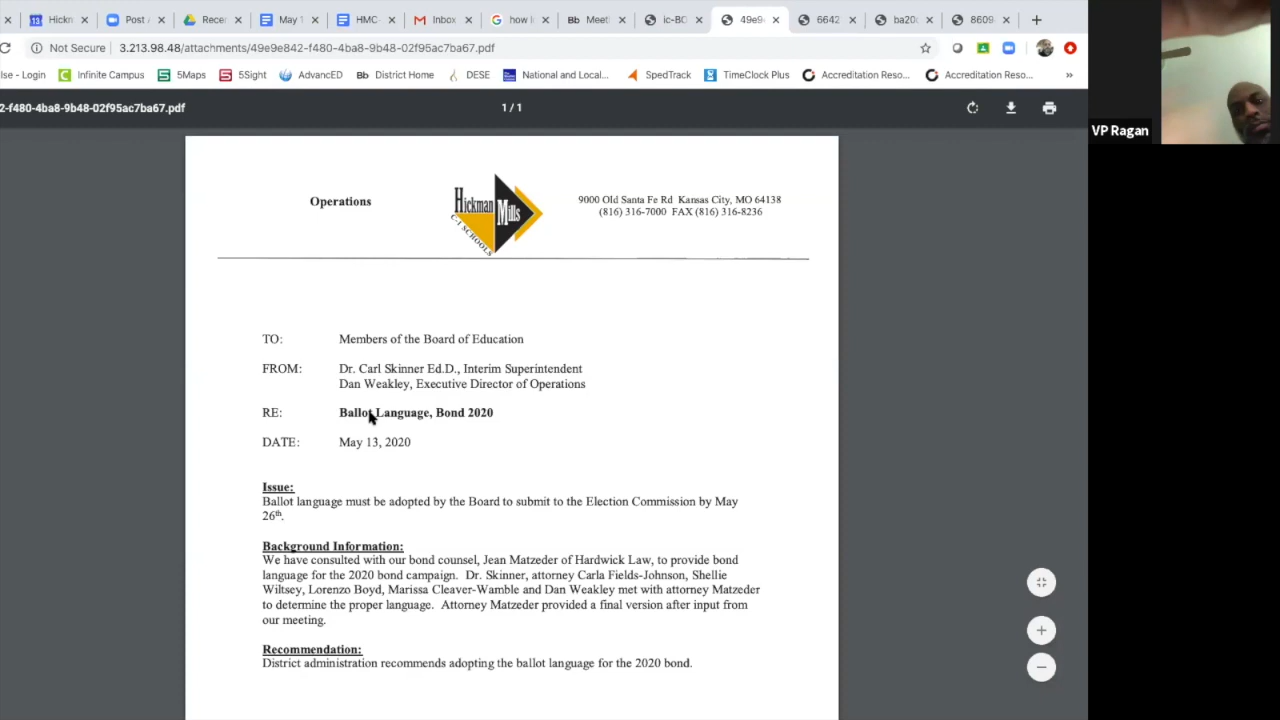 Hickn
Post A
Recen
May 1
HMC-
Inbox
how i
Bb Meeti
ic-BC
49e9-
6642
ba20c
8609
Not Secure 3.213.98.48/attachments/49e9e842-f480-4ba8-9b48-02f95ac7ba67.pdf
lse - Login Infinite Campus 5Maps 5Sight AdvancED Bb District Home DESE National and Local... SpedTrack TimeClock Plus Accreditation Reso... Accreditation Reso... »
2-f480-4ba8-9b48-02f95ac7ba67.pdf 1 / 1
VP Ragan
Operations
Hickman Mills
C-1 SCHOOLS
9000 Old Santa Fe Rd Kansas City, MO 64138
(816) 316-7000 FAX (816) 316-8236
TO: Members of the Board of Education
FROM: Dr. Carl Skinner Ed.D., Interim Superintendent
Dan Weakley, Executive Director of Operations
RE: Ballot Language, Bond 2020
DATE: May 13, 2020
Issue:
Ballot language must be adopted by the Board to submit to the Election Commission by May
26th.
Background Information:
We have consulted with our bond counsel, Jean Matzeder of Hardwick Law, to provide bond
language for the 2020 bond campaign. Dr. Skinner, attorney Carla Fields-Johnson, Shellie
Wiltsey, Lorenzo Boyd, Marissa Cleaver-Wamble and Dan Weakley met with attorney Matzeder
to determine the proper language. Attorney Matzeder provided a final version after input from
our meeting.
Recommendation:
District administration recommends adopting the ballot language for the 2020 bond.